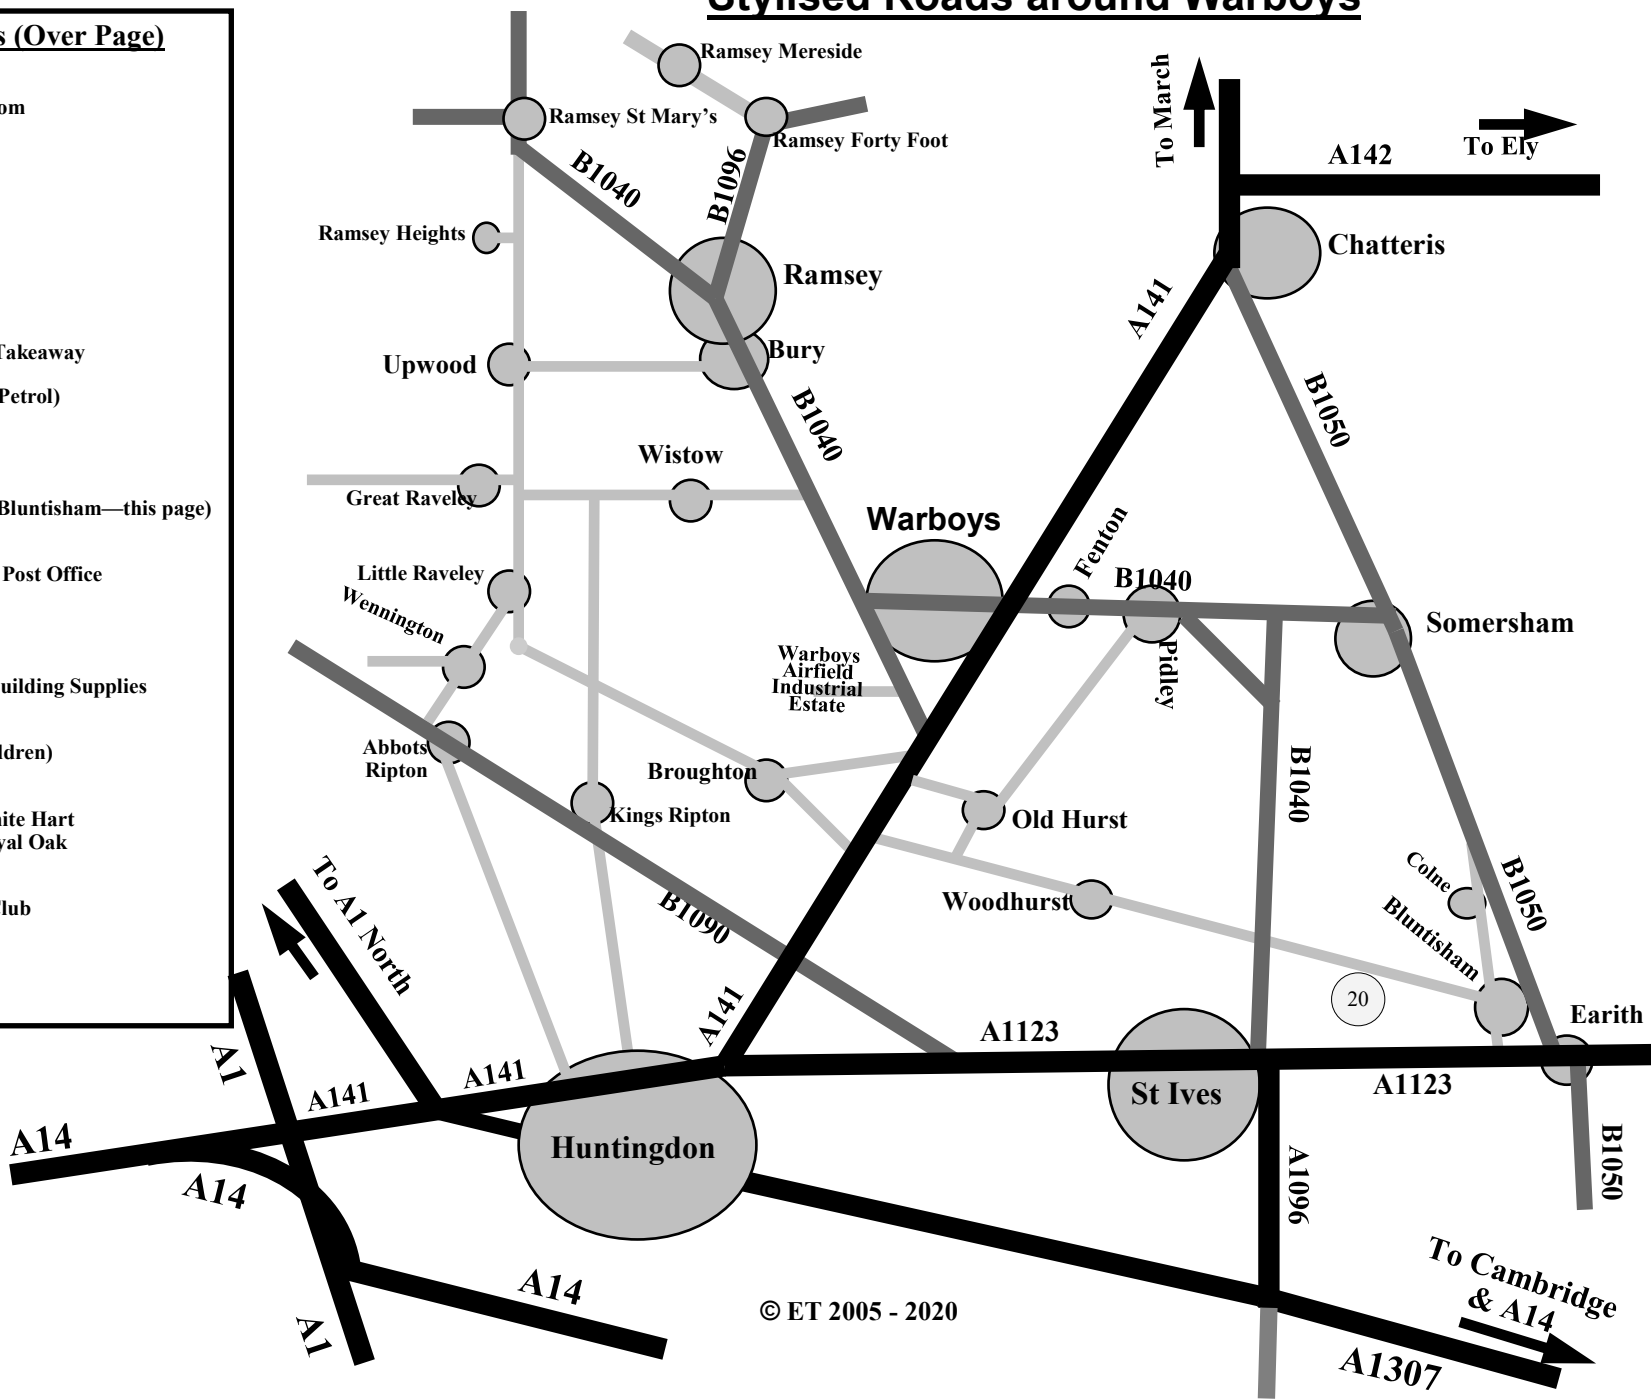 Stylised Roads around Warboys
s (Over Page)
om
Takeaway
Petrol)
Bluntisham—this page)
Post Office
uilding Supplies
ldren)
ite Hart
yal Oak
lub
Ramsey Mereside
Ramsey St Mary’s
Ramsey Forty Foot
To March
To Ely
A142
B1040
B1096
Ramsey Heights
Ramsey
Chatteris
A141
Upwood
Bury
B1040
B1050
Wistow
Great Raveley
Warboys
Fenton
B1040
Little Raveley
Wennington
Somersham
Warboys
Airfield
Industrial
Estate
Pidley
Abbots
Ripton
Broughton
Kings Ripton
Old Hurst
B1040
To A1 North
B1090
Woodhurst
Colne
Bluntisham
B1050
20
Earith
A1
A141
A141
A141
A1123
A1123
St Ives
A14
A14
Huntingdon
A1096
B1050
A14
A1
© ET 2005 - 2020
To Cambridge
& A14
A1307